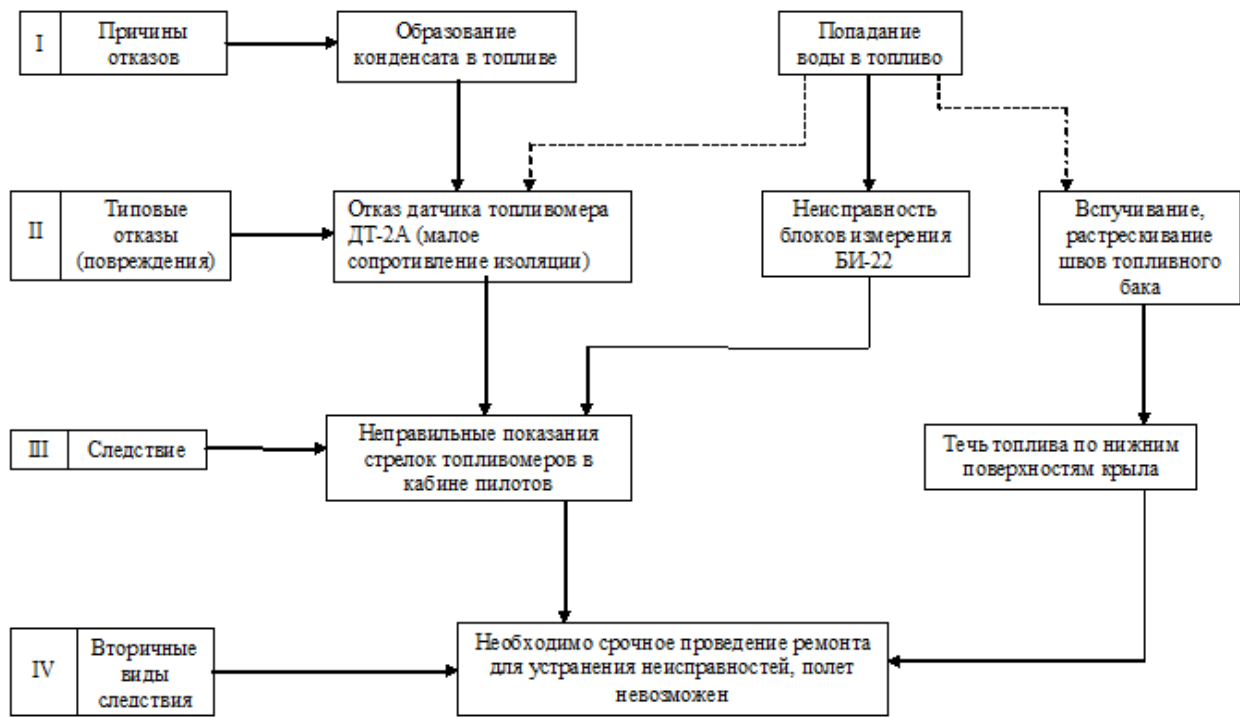 I
Причины
отказов
Образование
конденсата в топливе
Попадание
воды в топливо
II
Типовые
отказы
(повреждения)
Отказ датчика топливомера
ДТ-2А (малое
сопротивление изоляции)
Неисправность
блоков измерения
БИ-22
Вспучивание,
растрескивание
швов топливного
бака
III
Следствие
Неправильные показания
стрелок топливомеров в
кабине пилотов
Течь топлива по нижним
поверхностям крыла
IV
Вторичные
виды
следствия
Необходимо срочное проведение ремонта
для устранения неисправностей, полет
невозможен